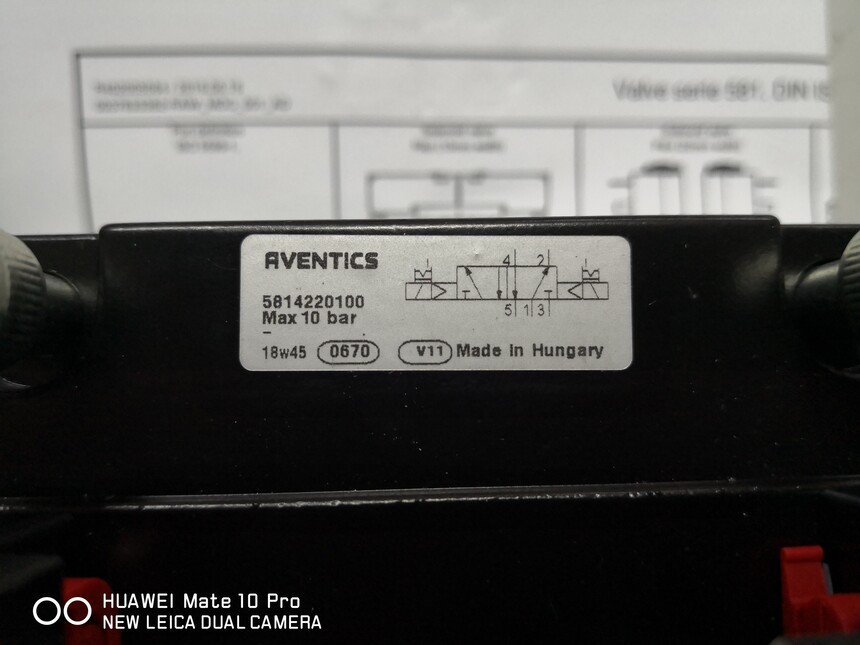 Valve serie 581, DIN IS
AVENTICS
5814220100
Max 10 bar
–
18w45 0670 V11 Made in Hungary
4 2
5 1 3
HUAWEI Mate 10 Pro
NEW LEICA DUAL CAMERA